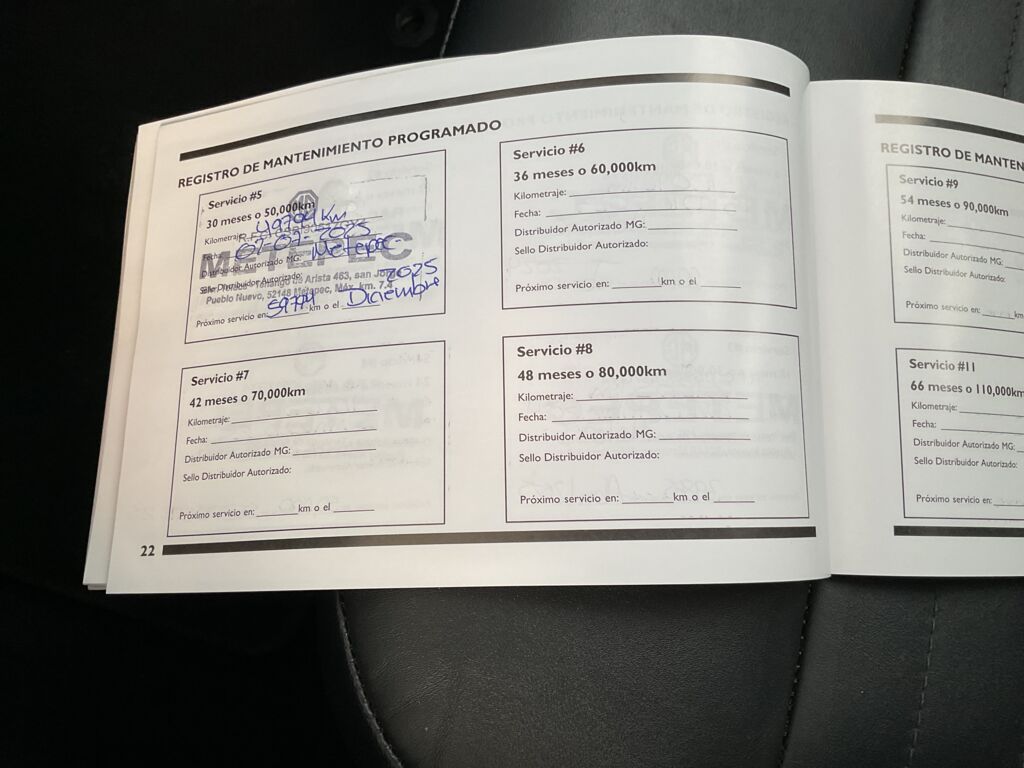 REGISTRO DE MANTENIMIENTO PROGRAMADO
Servicio #5
30 meses o 50,000km
Kilometraje: 49704 Km
Fecha: 07-07-2025
Distribuidor Autorizado MG: Metepec
Sello Distribuidor Autorizado:
METEPEC
Arista 463, san
Pueblo Nuevo, 52148 Metepec, Méx. km. 7.4
2025
Próximo servicio en: km o el Diciembre
Servicio #6
36 meses o 60,000km
Kilometraje:
Fecha:
Distribuidor Autorizado MG:
Sello Distribuidor Autorizado:
Próximo servicio en: km o el
Servicio #7
42 meses o 70,000km
Kilometraje:
Fecha:
Distribuidor Autorizado MG:
Sello Distribuidor Autorizado:
Próximo servicio en: km o el
Servicio #8
48 meses o 80,000km
Kilometraje:
Fecha:
Distribuidor Autorizado MG:
Sello Distribuidor Autorizado:
Próximo servicio en: km o el
22
REGISTRO DE MANTEN
Servicio #9
54 meses o 90,000km
Kilometraje:
Fecha:
Distribuidor Autorizado MG:
Sello Distribuidor Autorizado:
Próximo servicio en: km
Servicio #11
66 meses o 110,000km
Kilometraje:
Fecha:
Distribuidor Autorizado MG:
Sello Distribuidor Autorizado:
Próximo servicio en: